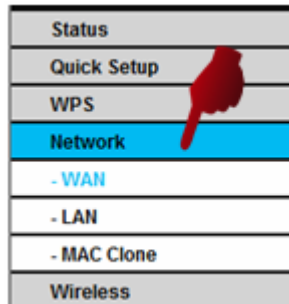 Status
Quick Setup
WPS
Network
- WAN
- LAN
- MAC Clone
Wireless